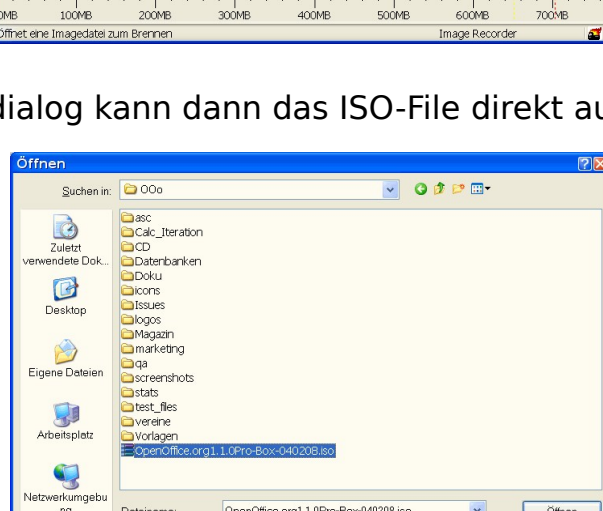 0MB 100MB 200MB 300MB 400MB 500MB 600MB 700MB
Öffnet eine Imagedatei zum Brennen Image Recorder
dialog kann dann das ISO-File direkt au
Öffnen
Suchen in: OOo
asc
Calc_Iteration
CD
Datenbanken
Doku
icons
Issues
logos
Magazin
marketing
qa
screenshots
stats
test_files
vereine
Vorlagen
OpenOffice.org1.1.0Pro-Box-040208.iso
Zuletzt
verwendete Dok...
Desktop
Eigene Dateien
Arbeitsplatz
Netzwerkumgebu
ng
Dateiname: OpenOffice.org1.1.0Pro-Box-040208.iso Öffnen